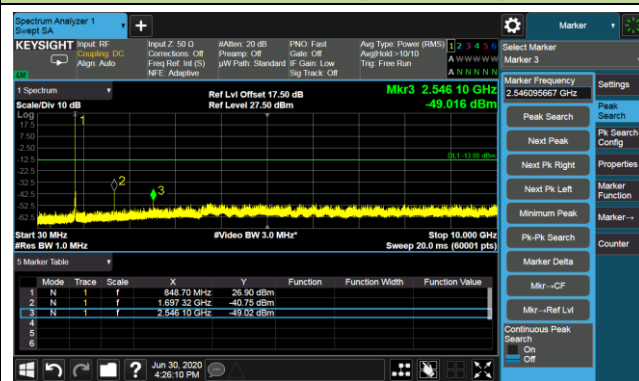 Spectrum Analyzer 1
Swept SA
+
Marker
KEYSIGHT
Input: RF
Coupling: DC
Align: Auto
Input Z: 50 Ω
Corrections: Off
Freq Ref: Int (S)
NFE: Adaptive
#Atten: 20 dB
Preamp: Off
µW Path: Standard
PNO: Fast
Gate: Off
IF Gain: Low
Sig Track: Off
Avg Type: Power (RMS)
Avg|Hold:>10/10
Trig: Free Run
1 2 3 4 5 6
A W W W W W
A N N N N N
LXI
Select Marker
Marker 3
1 Spectrum
Scale/Div 10 dB
Log
Ref Lvl Offset 17.50 dB
Ref Level 27.50 dBm
Mkr3 2.546 10 GHz
-49.016 dBm
17.5
7.50
-2.50
-12.5
-22.5
-32.5
-42.5
-52.5
-62.5
1
2
3
DL1 -13.00 dBm
Start 30 MHz
#Res BW 1.0 MHz
#Video BW 3.0 MHz*
Stop 10.000 GHz
Sweep 20.0 ms (60001 pts)
5 Marker Table
Mode Trace Scale X Y Function Function Width Function Value
1 N 1 f 848.70 MHz 26.90 dBm
2 N 1 f 1.697 32 GHz -40.75 dBm
3 N 1 f 2.546 10 GHz -49.02 dBm
4
5
6
Marker Frequency
2.546095667 GHz
Peak Search
Next Peak
Next Pk Right
Next Pk Left
Minimum Peak
Pk-Pk Search
Marker Delta
Mkr→CF
Mkr→Ref Lvl
Continuous Peak
Search
On
Off
Settings
Peak
Search
Pk Search
Config
Properties
Marker
Function
Marker→
Counter
?
Jun 30, 2020
4:26:10 PM